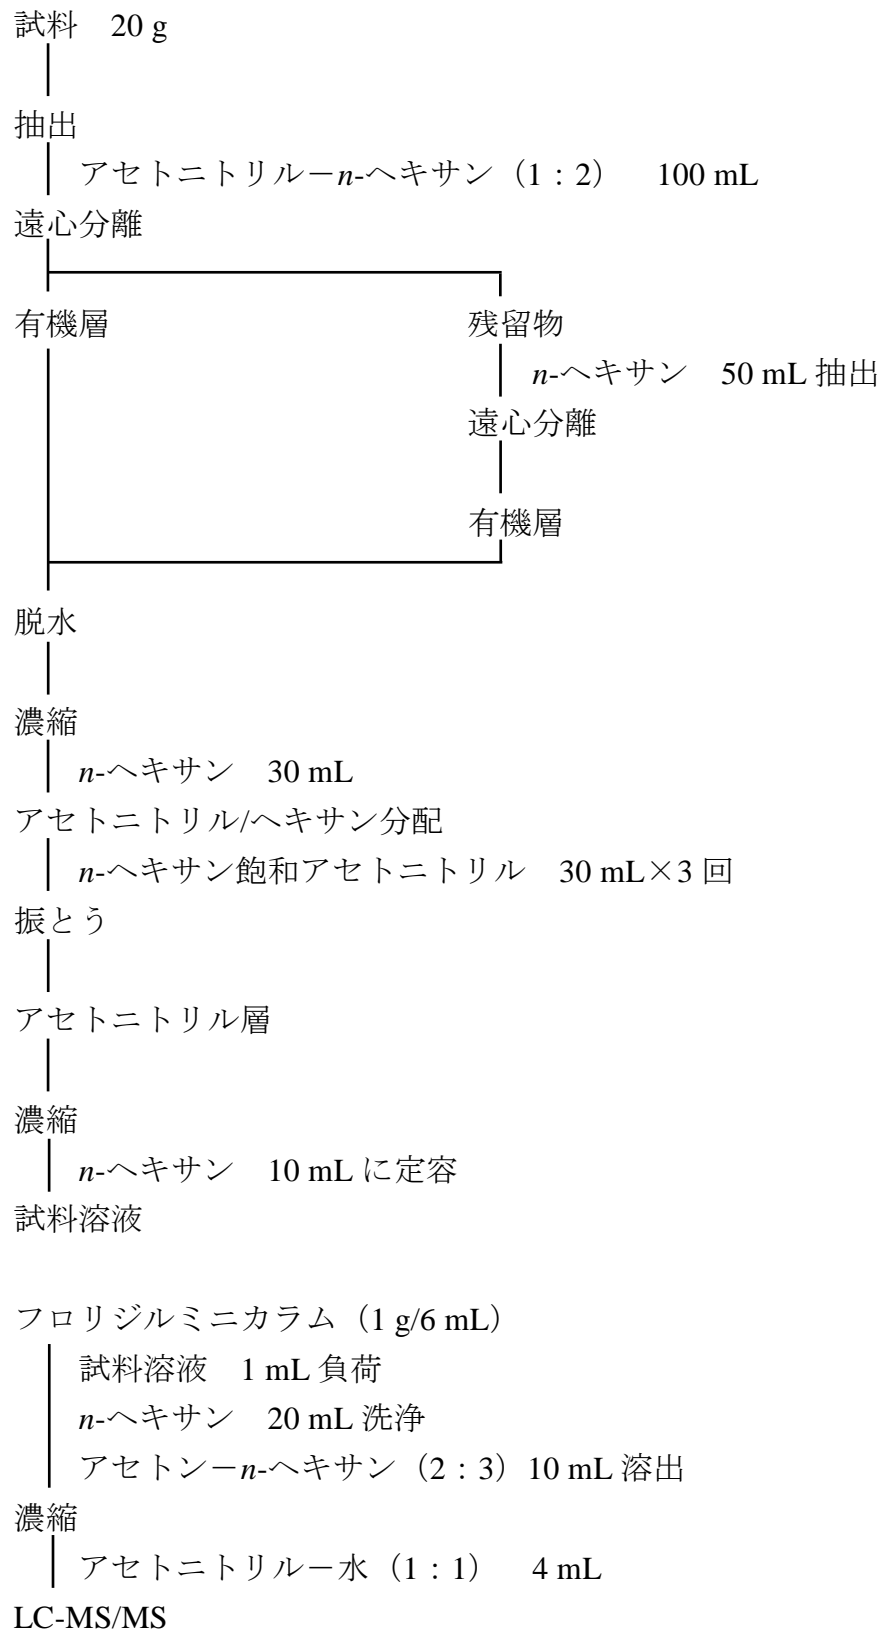 試料　20 g
抽出
アセトニトリル－n-ヘキサン（1：2）　100 mL
遠心分離
有機層
残留物
n-ヘキサン　50 mL 抽出
遠心分離
有機層
脱水
濃縮
n-ヘキサン　30 mL
アセトニトリル/ヘキサン分配
n-ヘキサン飽和アセトニトリル　30 mL×3 回
振とう
アセトニトリル層
濃縮
n-ヘキサン　10 mL に定容
試料溶液
フロリジルミニカラム（1 g/6 mL）
試料溶液　1 mL 負荷
n-ヘキサン　20 mL 洗浄
アセトン－n-ヘキサン（2：3）10 mL 溶出
濃縮
アセトニトリル－水（1：1）　4 mL
LC-MS/MS